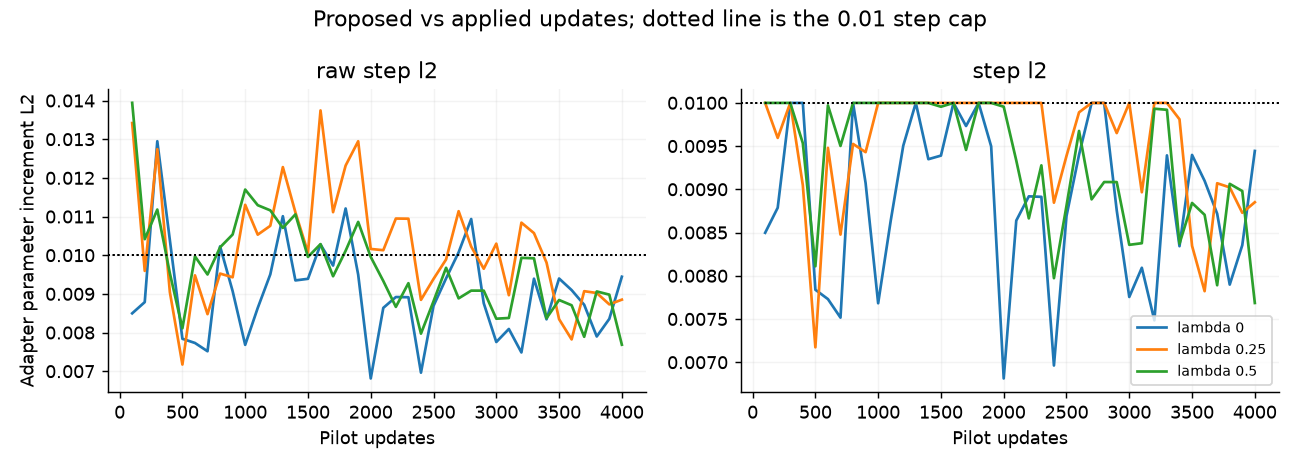 Proposed vs applied updates; dotted line is the 0.01 step cap
raw step l2
Adapter parameter increment L2
0.014
0.013
0.012
0.011
0.010
0.009
0.008
0.007
0 500 1000 1500 2000 2500 3000 3500 4000
Pilot updates
step l2
0.0100
0.0095
0.0090
0.0085
0.0080
0.0075
0.0070
lambda 0
lambda 0.25
lambda 0.5
0 500 1000 1500 2000 2500 3000 3500 4000
Pilot updates